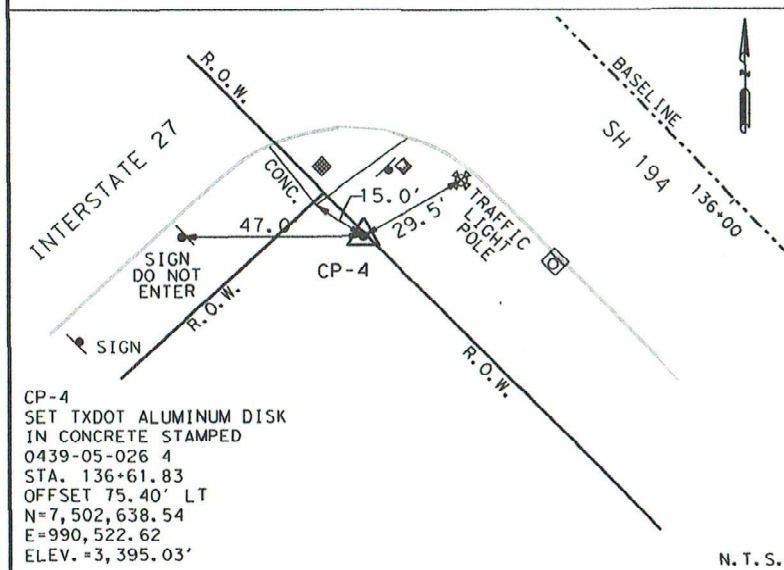 R.O.W.
BASELINE
N
INTERSTATE 27
SH 194
136+00
CONC.
15.0'
47.0'
29.5'
TRAFFIC
LIGHT
POLE
SIGN
DO NOT
ENTER
CP-4
R.O.W.
SIGN
R.O.W.
CP-4
SET TXDOT ALUMINUM DISK
IN CONCRETE STAMPED
0439-05-026 4
STA. 136+61.83
OFFSET 75.40' LT
N=7,502,638.54
E=990,522.62
ELEV.=3,395.03'
N.T.S.